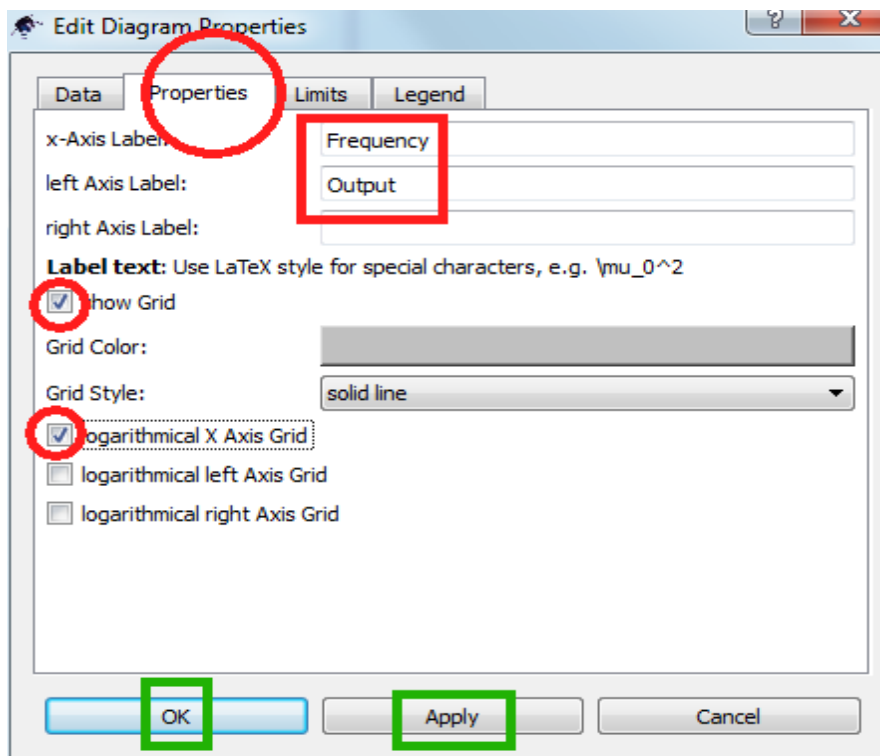 Edit Diagram Properties
?
X
Data Properties Limits Legend
x-Axis Label: Frequency
left Axis Label: Output
right Axis Label:
Label text: Use LaTeX style for special characters, e.g. \mu_0^2
show Grid
Grid Color:
Grid Style: solid line
logarithmical X Axis Grid
logarithmical left Axis Grid
logarithmical right Axis Grid
OK Apply Cancel